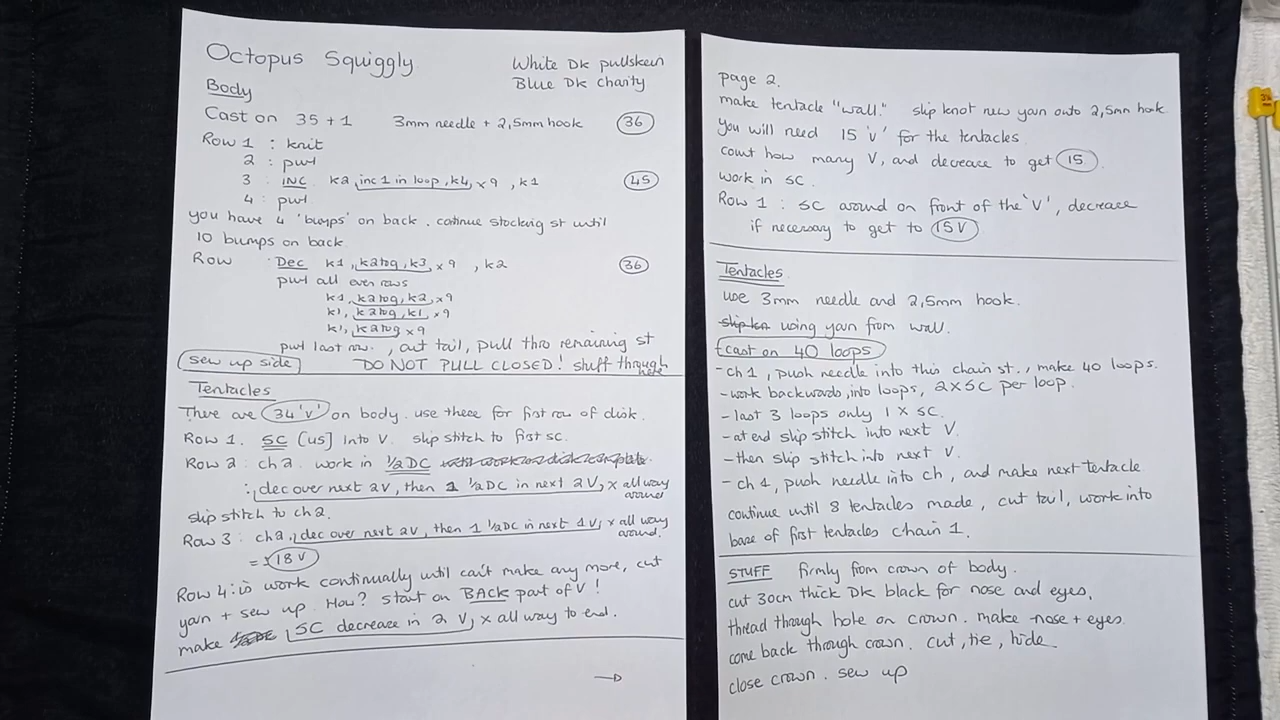 Octopus Squiggly
White DK pullskein
Blue DK charity
Body
Cast on 35 + 1 3mm needle + 2,5mm hook 36
Row 1 : knit
2 : purl
3 : INC k2, inc 1 in loop, k4, x 9, k1 45
4 : purl
you have 4 'bumps' on back. continue stocking st until
10 bumps on back.
Row Dec k1, k2tog, k3, x 9, k2 36
purl all even rows
k1, k2tog, k2, x 9
k1, k2tog, k1, x 9
k1, k2tog x 9
purl last row., cut tail, pull thro remaining st
sew up side DO NOT PULL CLOSED! stuff through here
Tentacles
There are 34 'V' on body. use these for first row of disk.
Row 1. SC [US] into V. slip stitch to first sc.
Row 2 : ch 2. work in ½DC
: dec over next 2V, then 1 ½DC in next 2V, x all way around
slip stitch to ch 2.
Row 3 : ch 2, dec over next 2V, then 1 ½DC in next 1V, x all way around.
= 18V
Row 4: is work continually until can't make any more, cut
yarn + sew up. How? start on BACK part of V!
make SC decrease in 2 V, x all way to end.
page 2.
make tentacle "wall." slip knot new yarn onto 2,5mm hook
you will need 15 'V' for the tentacles
count how many V, and decrease to get 15.
work in SC.
Row 1 : SC around on front of the 'V', decrease
if necessary to get to 15V
Tentacles
use 3mm needle and 2,5mm hook.
using yarn from wall.
cast on 40 loops
- ch 1, push needle into this chain st., make 40 loops.
- work backwards, into loops, 2 x SC per loop.
- last 3 loops only 1 x SC.
- at end slip stitch into next V.
- then slip stitch into next V.
- ch 1, push needle into ch, and make next tentacle
continue until 8 tentacles made, cut tail, work into
base of first tentacles chain 1.
STUFF firmly from crown of body.
cut 30cm thick DK black for nose and eyes,
thread through hole on crown. make nose + eyes.
come back through crown. cut, tie, hide.
close crown. sew up